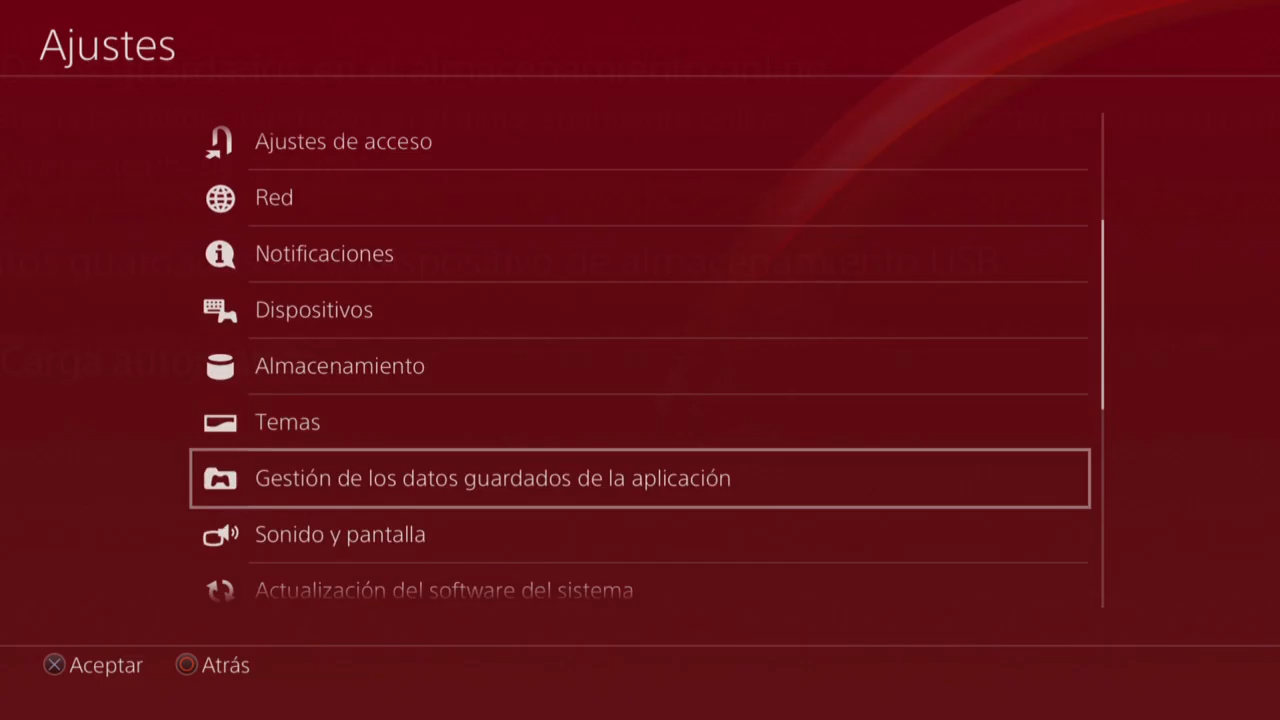 Ajustes
Ajustes de acceso
Red
Notificaciones
Dispositivos
Almacenamiento
Temas
Gestión de los datos guardados de la aplicación
Sonido y pantalla
Actualización del software del sistema
Aceptar Atrás